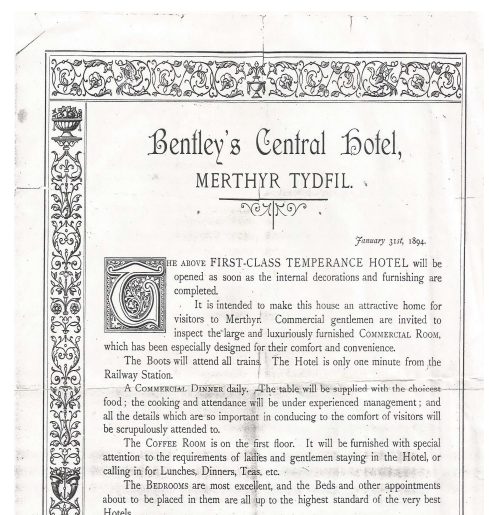 Bentley's Central Hotel,
MERTHYR TYDFIL.
January 31st, 1894.
THE ABOVE FIRST-CLASS TEMPERANCE HOTEL will be
opened as soon as the internal decorations and furnishing are
completed.
It is intended to make this house an attractive home for
visitors to Merthyr. Commercial gentlemen are invited to
inspect the large and luxuriously furnished COMMERCIAL ROOM,
which has been especially designed for their comfort and convenience.
The Boots will attend all trains. The Hotel is only one minute from the
Railway Station.
A COMMERCIAL DINNER daily. The table will be supplied with the choicest
food; the cooking and attendance will be under experienced management; and
all the details which are so important in conducing to the comfort of visitors will
be scrupulously attended to.
The COFFEE ROOM is on the first floor. It will be furnished with special
attention to the requirements of ladies and gentlemen staying in the Hotel, or
calling in for Lunches, Dinners, Teas, etc.
The BEDROOMS are most excellent, and the Beds and other appointments
about to be placed in them are all up to the highest standard of the very best
Hotels.